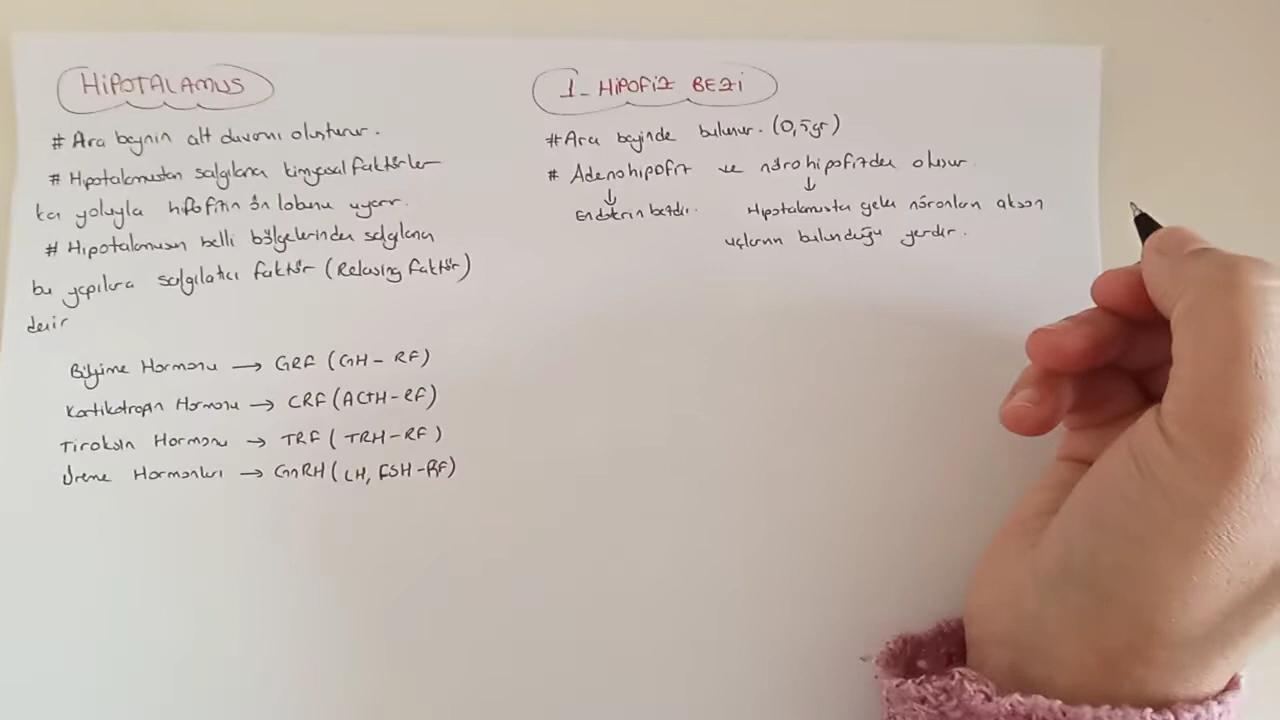 HİPOTALAMUS
# Ara beynin alt duvarını oluşturur.
# Hipotalamustan salgılanan kimyasal faktörler
kan yoluyla hipofizin ön lobunu uyarır.
# Hipotalamusun belli bölgelerinden salgılanan
bu yapılara salgılatıcı faktör (Relasing faktör)
denir
Büyüme Hormonu → GRF (GH-RF)
Kortikotropin Hormonu → CRF (ACTH-RF)
Tiroksin Hormonu → TRF (TRH-RF)
Üreme Hormonları → GnRH (LH, FSH-RF)
1- HİPOFİZ BEZİ
# Ara beyinde bulunur. (0,5gr)
# Adenohipofiz ve nörohipofizden oluşur.
↓ ↓
Endokrin bezdir. Hipotalamustan gelen nöronların akson
uçlarının bulunduğu yerdir.